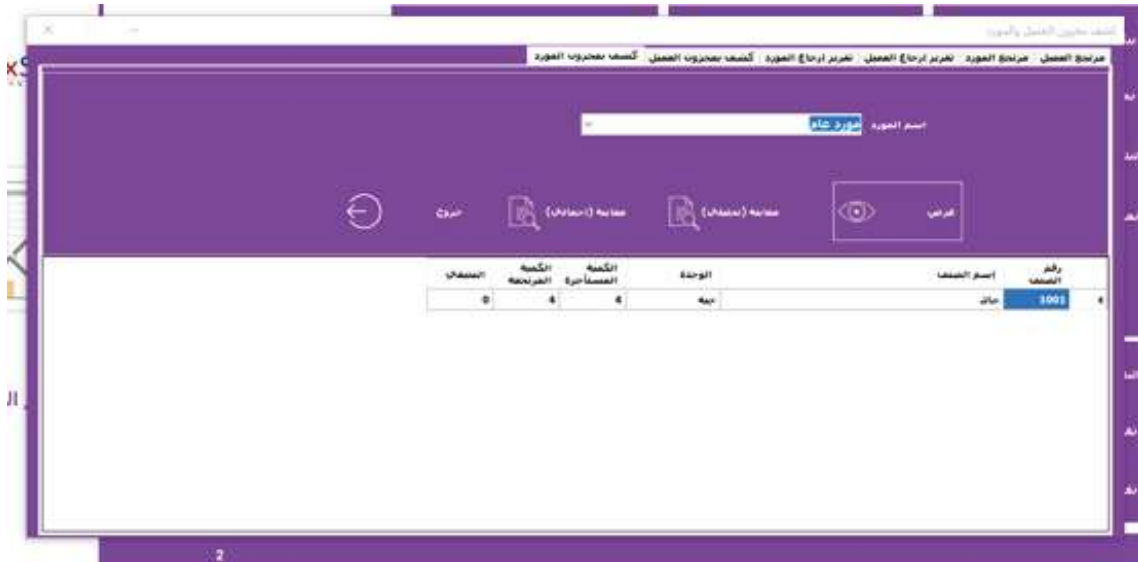 كشف مخزون العميل والمورد
مرتجع العميل مرتجع المورد تقرير ارجاع العميل تقرير ارجاع المورد كشف بمخزون العميل كشف بمخزون المورد
اسم المورد مورد عام
عرض معاينة (تفصيلي) معاينة (اجمالي) خروج
رقم الصنف اسم الصنف الوحدة الكمية المستأجرة الكمية المرتجعة المتبقي
1001 حبة 4 4 0
2